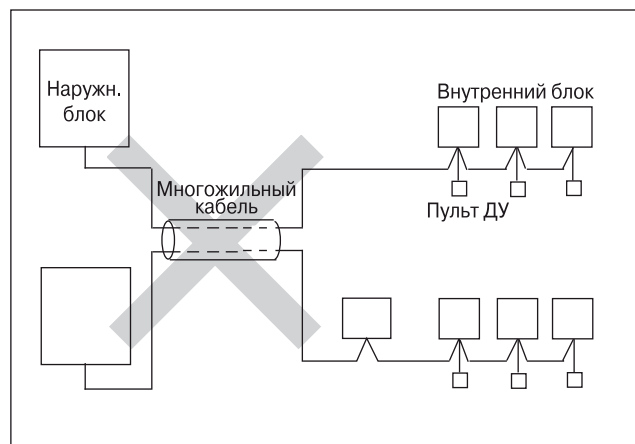 Наружн.
блок
Внутренний блок
Многожильный
кабель
Пульт ДУ